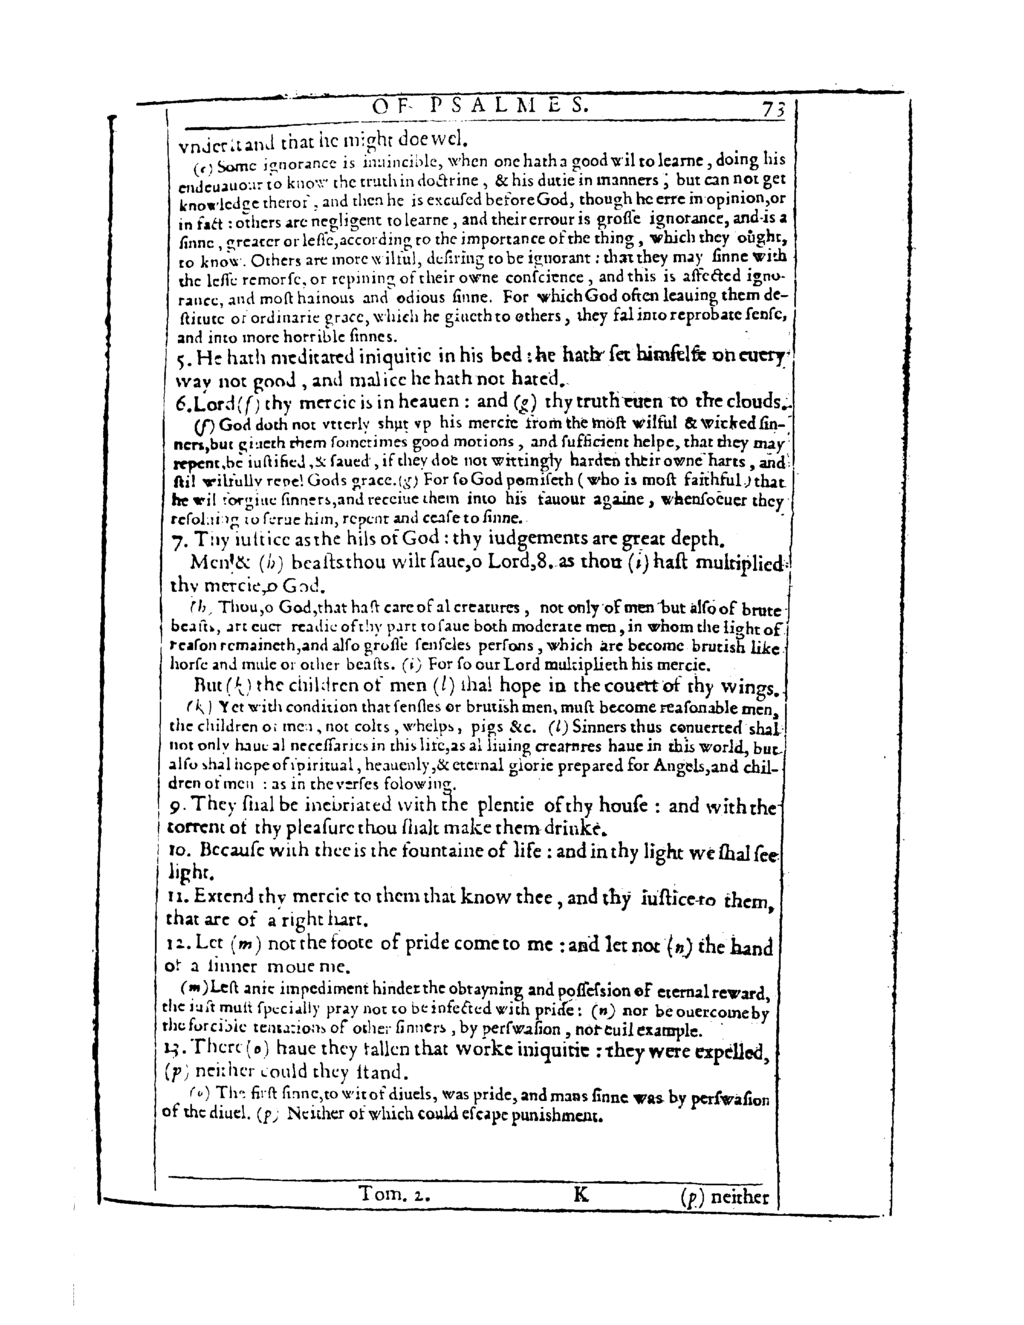 OF PSALMES. 73
vnderstand that he might doe wel.
(e) Some ignorance is inuincible, when one hath a good wil to learne, doing his
endeuauour to know the truth in doctrine, & his dutie in manners; but can not get
knowledge therof, and then he is excused before God, though he erre in opinion, or
in fact: others are negligent to learne, and their errour is grosse ignorance, and is a
sinne, greater or lesse, according to the importance of the thing, which they ought,
to know. Others are more wilful, desiring to be ignorant: that they may sinne with
the lesse remorse, or repining of their owne conscience, and this is affected igno-
rance, and most hainous and odious sinne. For which God often leauing them de-
stitute of ordinarie grace, which he giueth to others, they fal into reprobate sense,
and into more horrible sinnes.
5. He hath meditated iniquitie in his bed: he hath set himselfe on euery
way not good, and malice he hath not hated.
6. Lord (f) thy mercie is in heauen: and (g) thy truth euen to the clouds.
(f) God doth not vtterly shut vp his mercie from the most wilful & wicked sin-
ners, but giueth them sometimes good motions, and sufficient helpe, that they may
repent, be iustified, & saued, if they doe not wittingly harden their owne harts, and
stil wilfully repel Gods grace. (g) For so God pomiseth (who is most faithful) that
he wil forgiue sinners, and receiue them into his fauour againe, whensoeuer they
resoluing to serue him, repent and cease to sinne.
7. Thy iustice as the hils of God: thy iudgements are great depth.
Men & (h) beasts thou wilt saue, o Lord, 8. as thou (i) hast multiplied
thy mercie, o God.
(h) Thou, o God, that hast care of al creatures, not only of men but also of brute
beasts, art euer readie of thy part to saue both moderate men, in whom the light of
reason remaineth, and also grosse senseles persons, which are become brutish like
horse and mule or other beasts. (i) For so our Lord multiplieth his mercie.
But (k) the children of men (l) shal hope in the couert of thy wings.
(k) Yet with condition that sensles or brutish men, must become reasonable men,
the children of men, not colts, whelps, pigs &c. (l) Sinners thus conuerted shal
not only haue al necessaries in this life, as al liuing creatnres haue in this world, but
also shal hope of spiritual, heauenly, & eternal glorie prepared for Angels, and chil-
dren of men: as in the verses folowing.
9. They shal be inebriated with the plentie of thy house: and with the
torrent of thy pleasure thou shalt make them drinke.
10. Because with thee is the fountaine of life: and in thy light we shal see
light.
11. Extend thy mercie to them that know thee, and thy iustice to them,
that are of a right hart.
12. Let (m) not the foote of pride come to me: and let not (n) the hand
of a sinner moue me.
(m) Lest anie impediment hinder the obtayning and possession of eternal reward,
the iust must specially pray not to be infected with pride: (n) nor be ouercome by
the forcible tentations of other sinners, by perswasion, not euil example.
13. There (o) haue they fallen that worke iniquitie: they were expelled,
(p) neither could they stand.
(o) The first sinne, to wit of diuels, was pride, and mans sinne was by perswasion
of the diuel. (p) Neither of which could escape punishment.
Tom. 2. K (p) neither